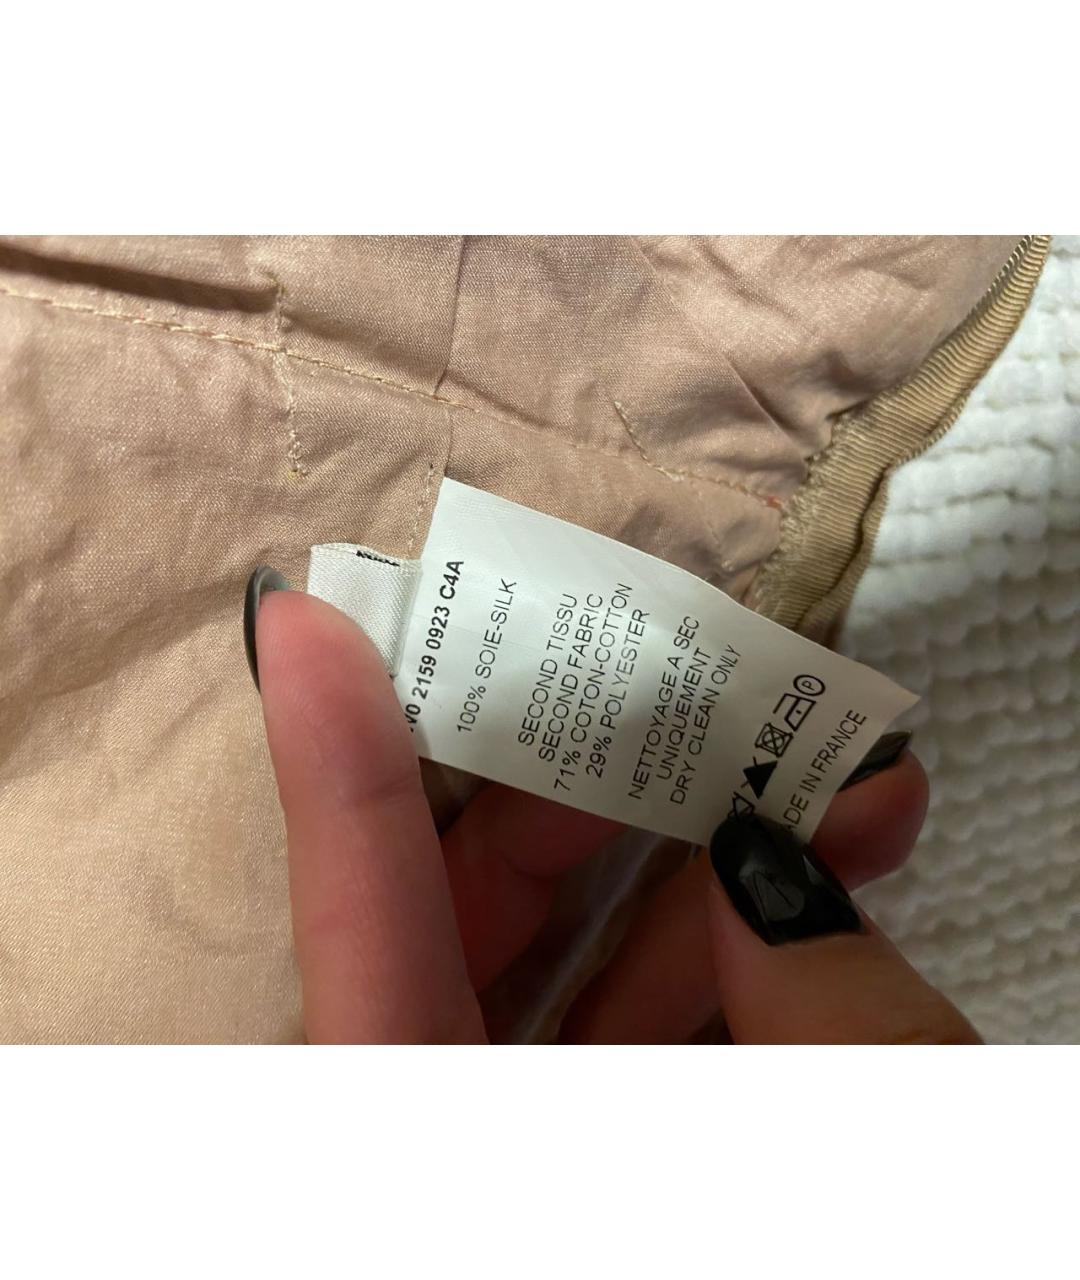 2159 0923 C4A
100% SOIE-SILK
SECOND TISSU
SECOND FABRIC
71% COTON-COTTON
29% POLYESTER
NETTOYAGE A SEC
UNIQUEMENT
DRY CLEAN ONLY
P
IN FRANCE